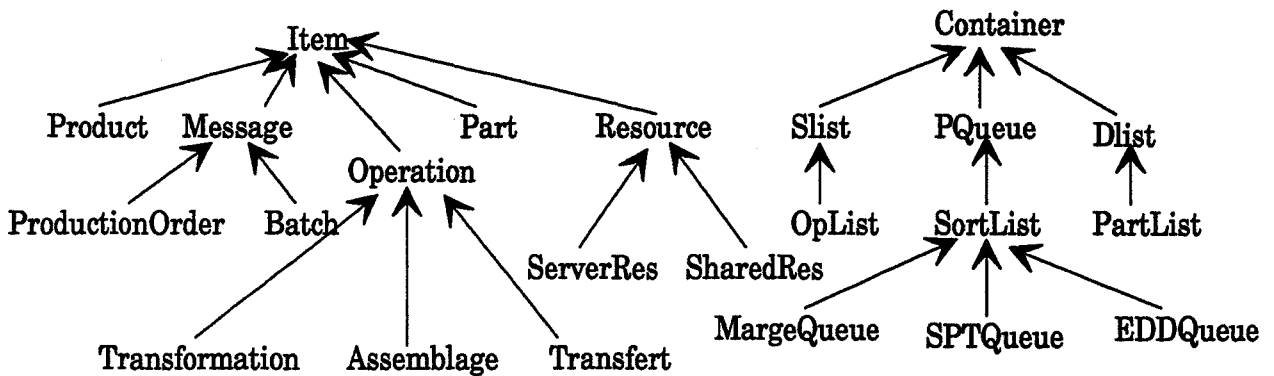 Item
Container
Product Message Part Resource
Slist PQueue Dlist
Operation
ProductionOrder Batch
OpList SortList PartList
ServerRes SharedRes
MargeQueue SPTQueue EDDQueue
Transformation Assemblage Transfert